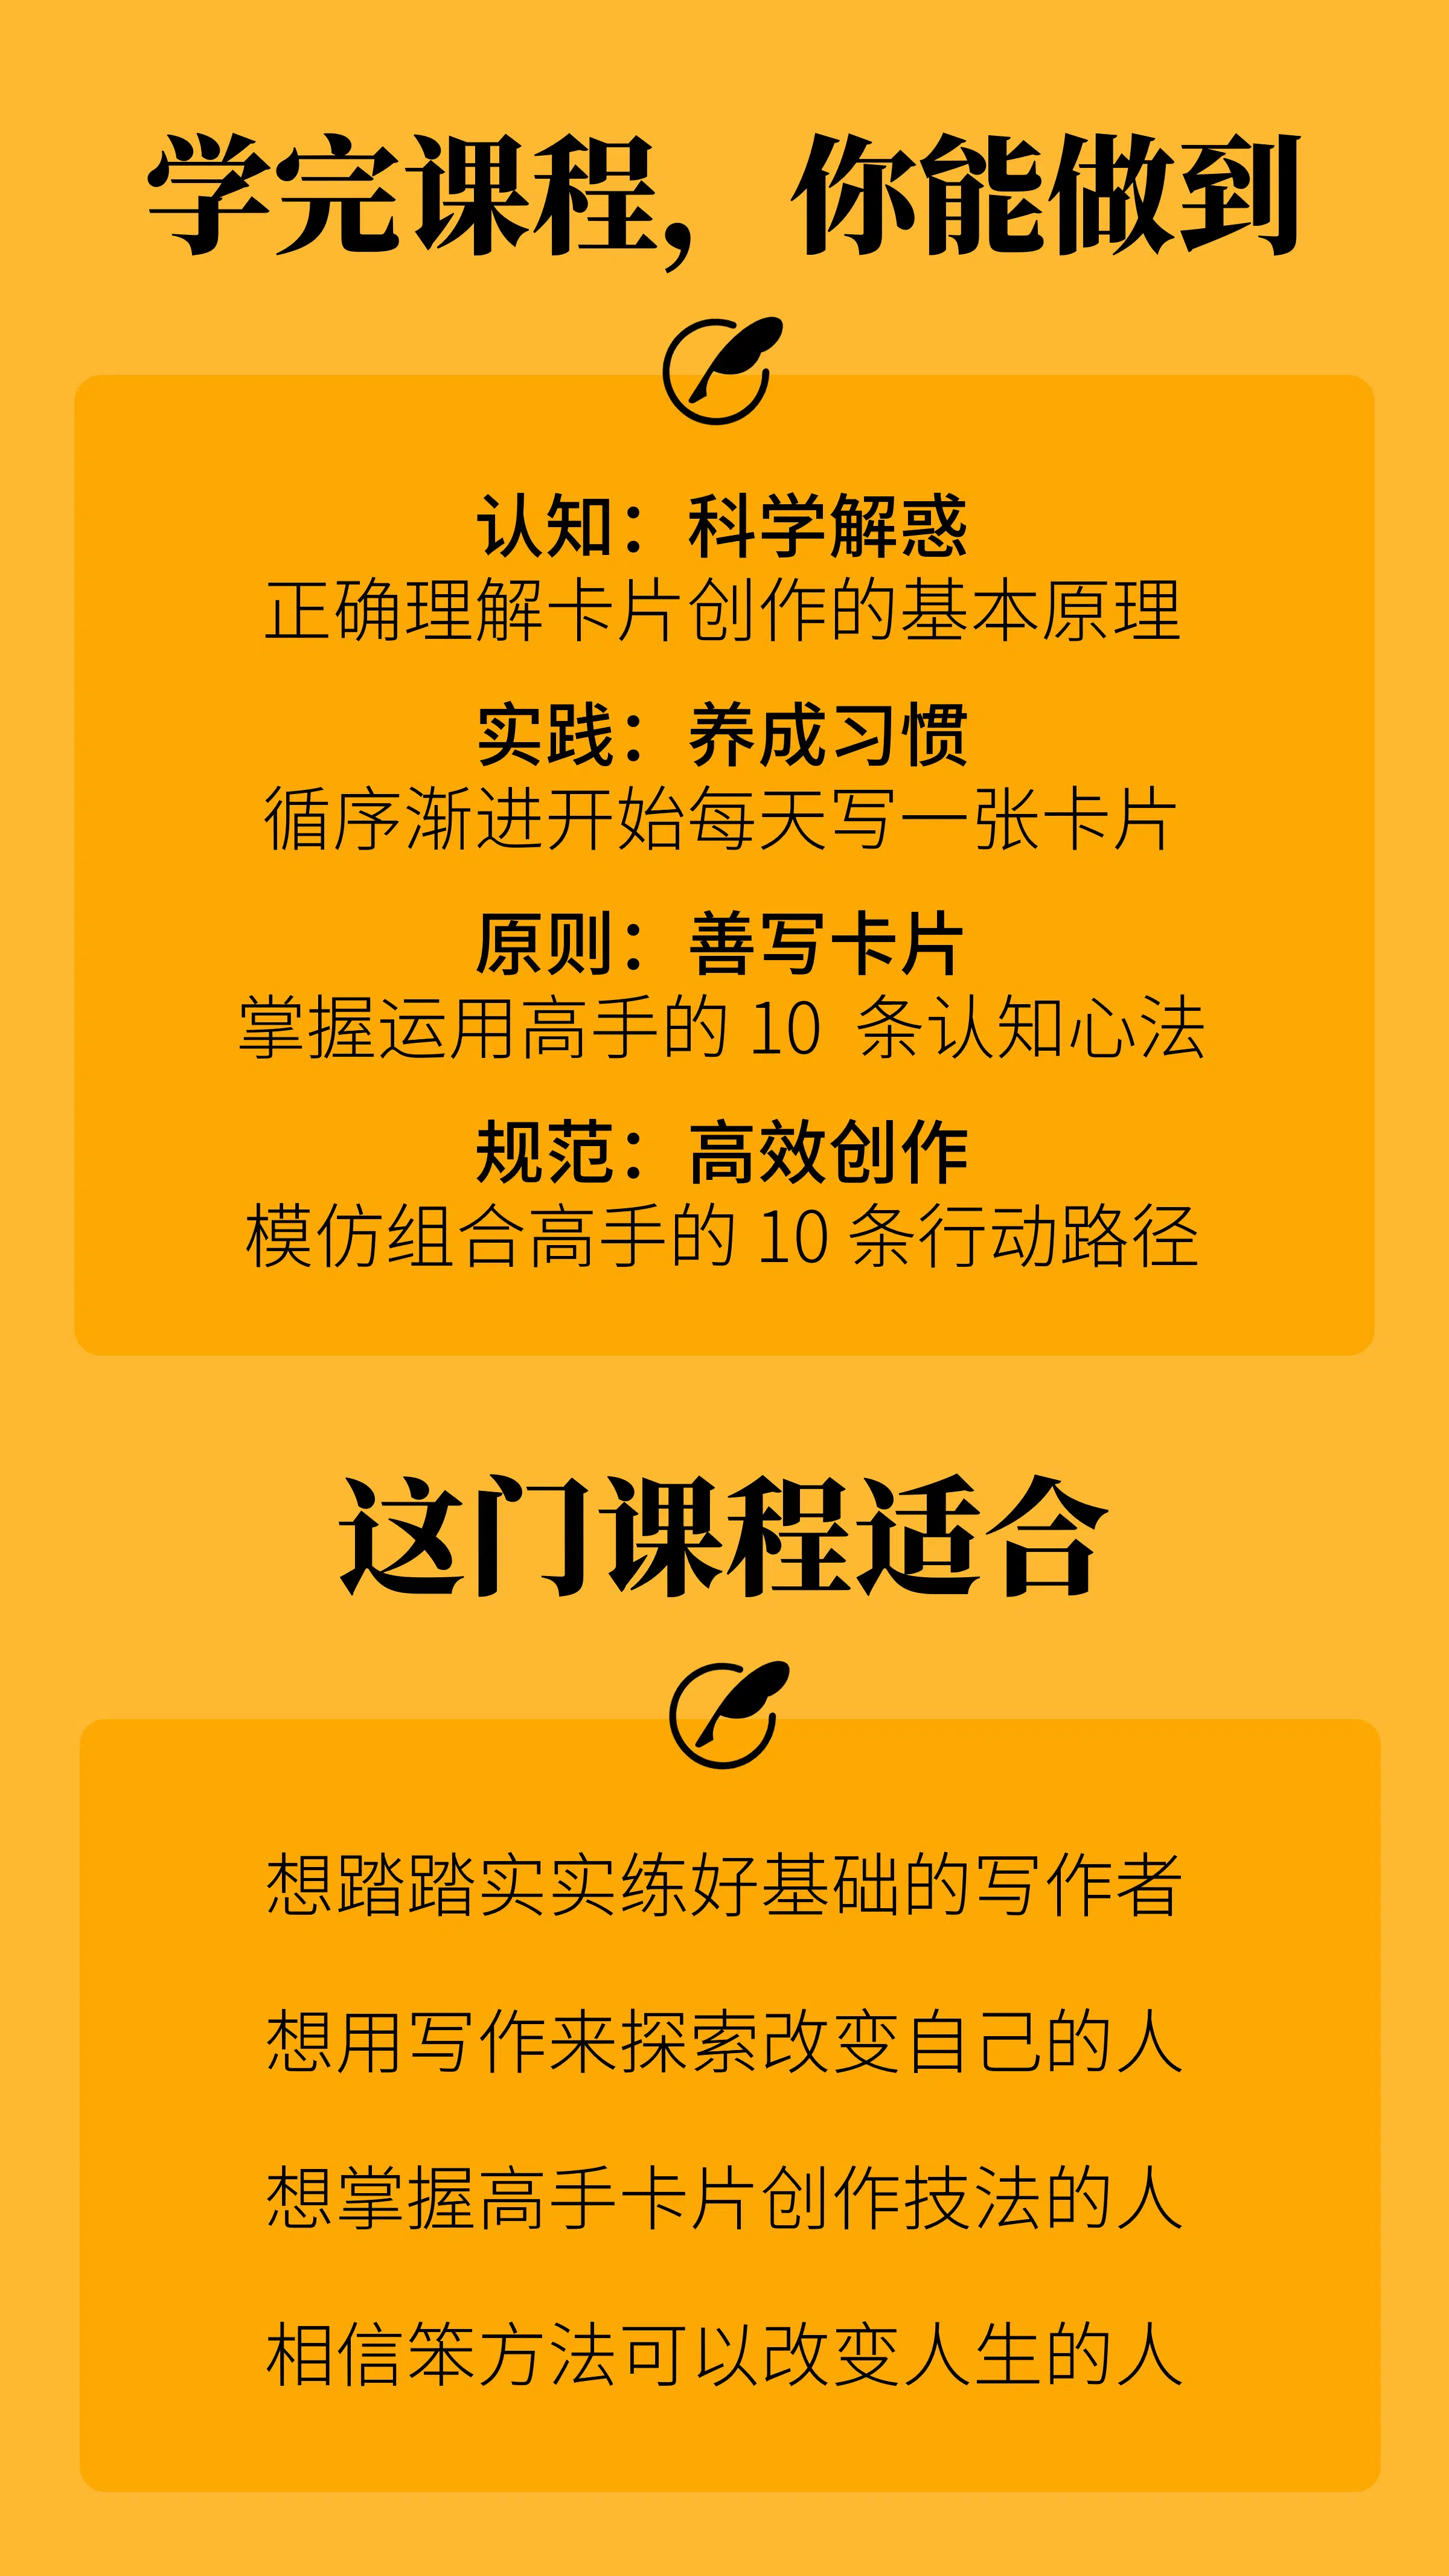 学完课程，你能做到
认知：科学解惑
正确理解卡片创作的基本原理
实践：养成习惯
循序渐进开始每天写一张卡片
原则：善写卡片
掌握运用高手的 10 条认知心法
规范：高效创作
模仿组合高手的 10 条行动路径
这门课程适合
想踏踏实实练好基础的写作者
想用写作来探索改变自己的人
想掌握高手卡片创作技法的人
相信笨方法可以改变人生的人